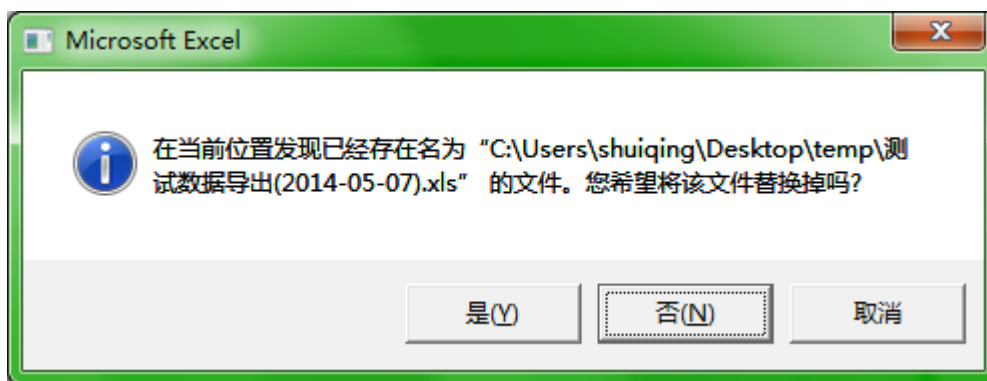 Microsoft Excel
在当前位置发现已经存在名为“C:\Users\shuiqing\Desktop\temp\测
试数据导出(2014-05-07).xls” 的文件。您希望将该文件替换掉吗?
是(Y) 否(N) 取消